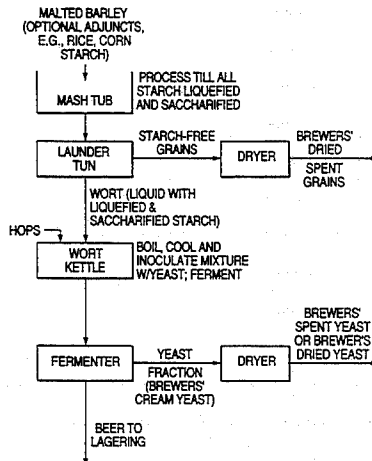 MALTED BARLEY
(OPTIONAL ADJUNCTS,
E.G., RICE, CORN
STARCH)
PROCESS TILL ALL
STARCH LIQUEFIED
AND SACCHARIFIED
MASH TUB
LAUNDER
TUN
STARCH-FREE
GRAINS
DRYER
BREWERS'
DRIED
SPENT
GRAINS
WORT (LIQUID WITH
LIQUEFIED &
SACCHARIFIED STARCH)
HOPS
WORT
KETTLE
BOIL, COOL AND
INOCULATE MIXTURE
W/YEAST; FERMENT
FERMENTER
YEAST
FRACTION
(BREWERS'
CREAM YEAST)
DRYER
BREWERS'
SPENT YEAST
OR BREWER'S
DRIED YEAST
BEER TO
LAGERING